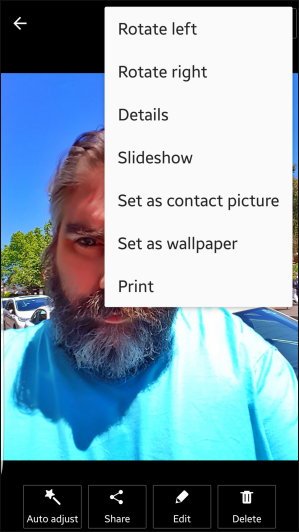 Rotate left
Rotate right
Details
Slideshow
Set as contact picture
Set as wallpaper
Print
Auto adjust
Share
Edit
Delete